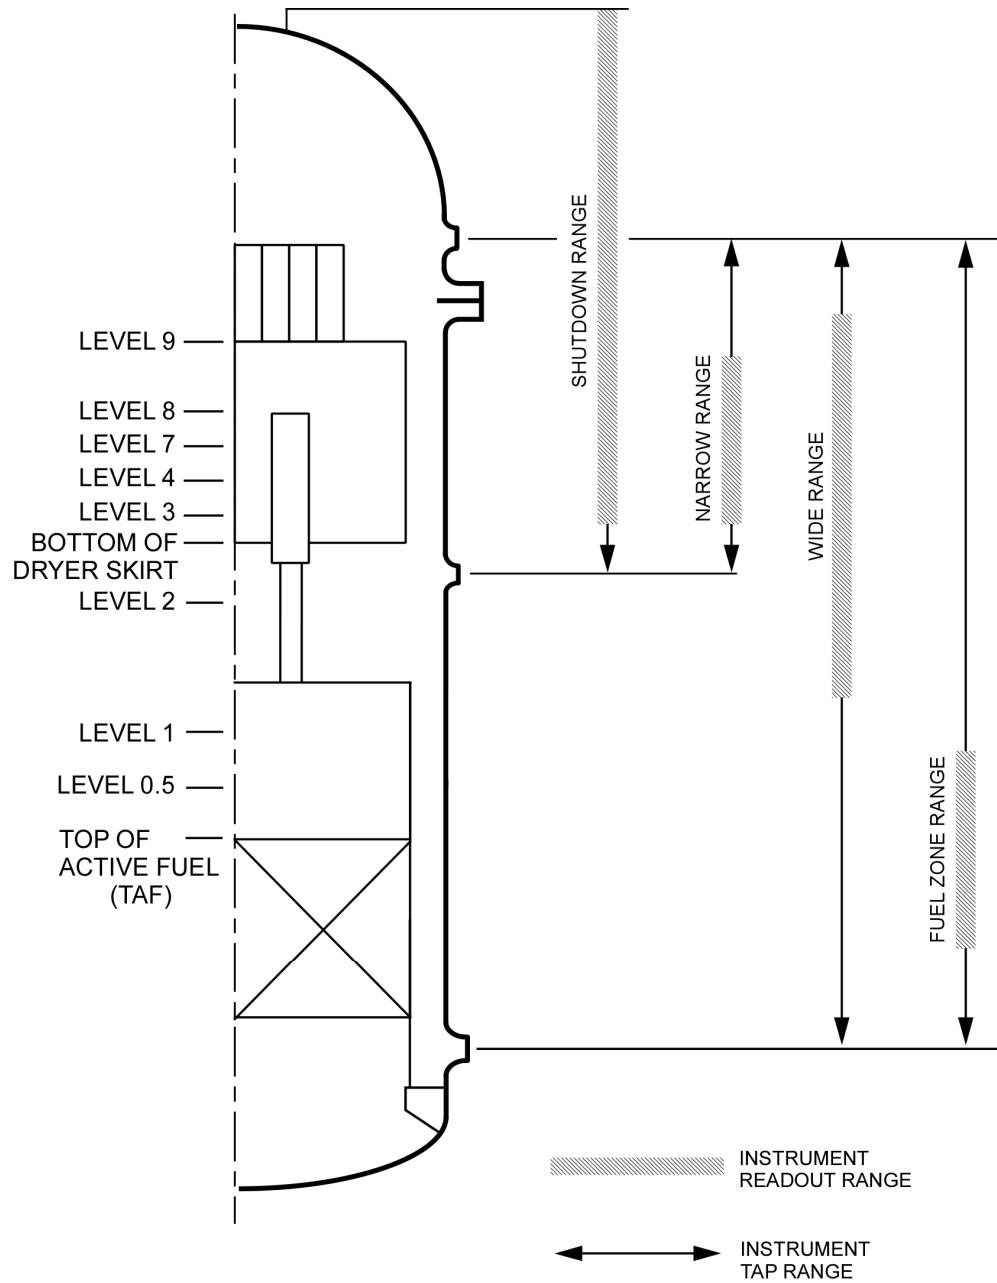 SHUTDOWN RANGE
NARROW RANGE
WIDE RANGE
FUEL ZONE RANGE
LEVEL 9
LEVEL 8
LEVEL 7
LEVEL 4
LEVEL 3
BOTTOM OF
DRYER SKIRT
LEVEL 2
LEVEL 1
LEVEL 0.5
TOP OF
ACTIVE FUEL
(TAF)
INSTRUMENT
READOUT RANGE
INSTRUMENT
TAP RANGE